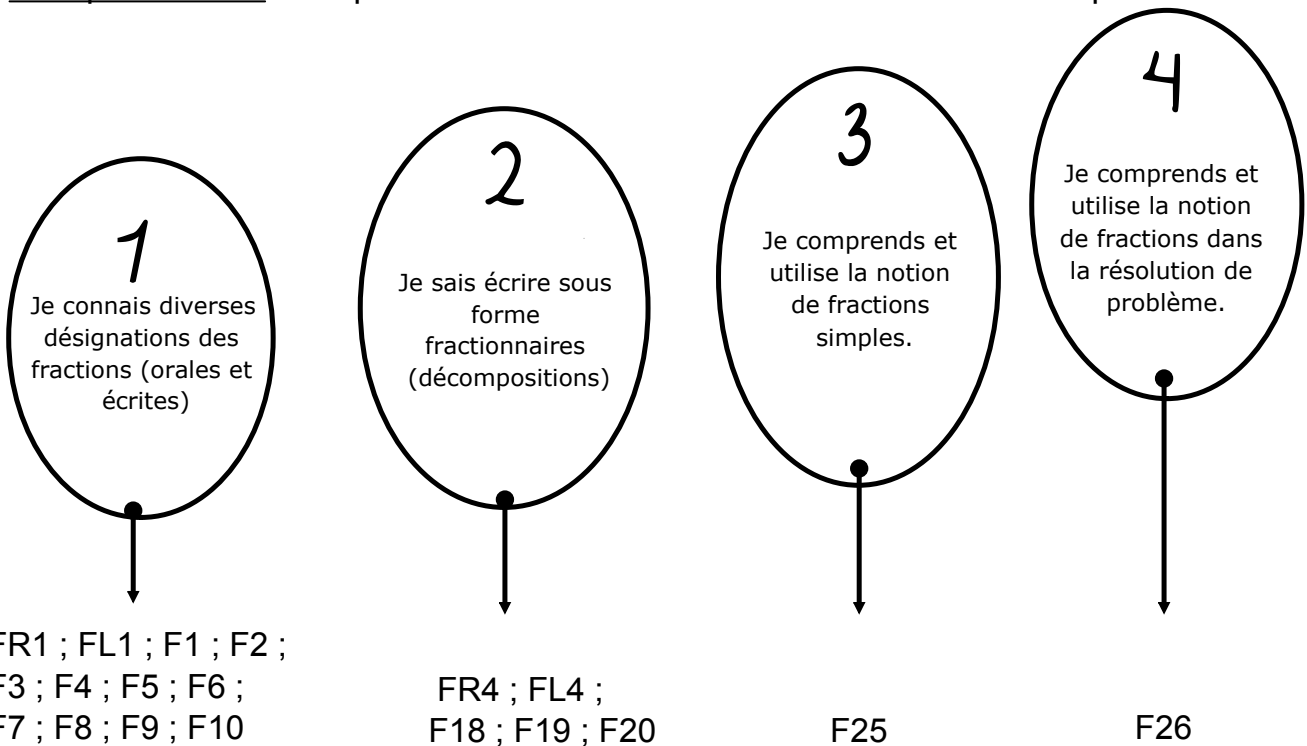 1
Je connais diverses
désignations des
fractions (orales et
écrites)
FR1 ; FL1 ; F1 ; F2 ;
F3 ; F4 ; F5 ; F6 ;
F7 ; F8 ; F9 ; F10
2
Je sais écrire sous
forme
fractionnaires
(décompositions)
FR4 ; FL4 ;
F18 ; F19 ; F20
3
Je comprends et
utilise la notion
de fractions
simples.
F25
4
Je comprends et
utilise la notion
de fractions dans
la résolution de
problème.
F26